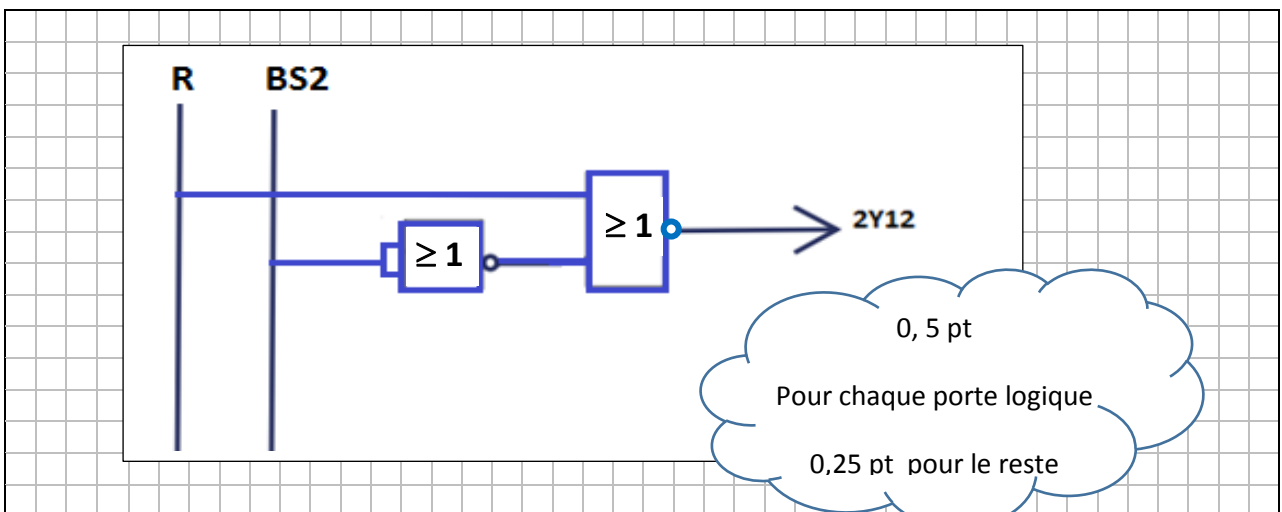 R BS2
≥ 1
≥ 1
2Y12
0, 5 pt
Pour chaque porte logique
0,25 pt pour le reste